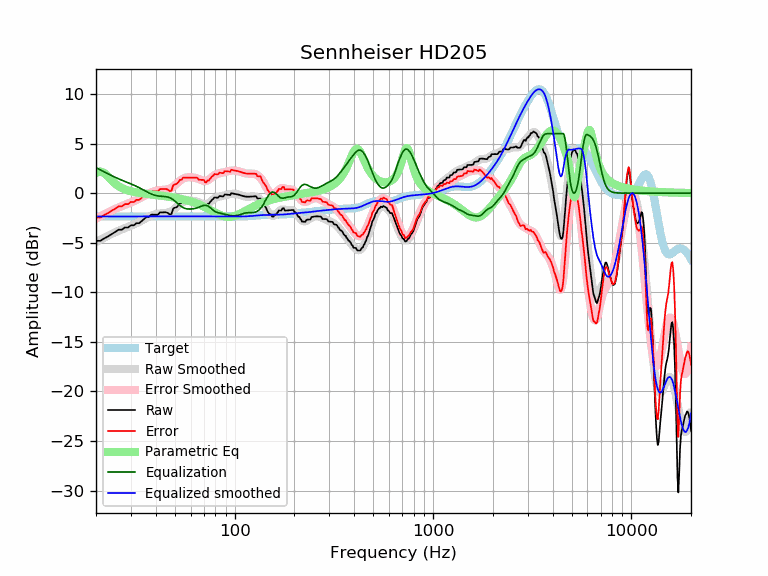 Sennheiser HD205
10
5
0
−5
−10
−15
−20
−25
−30
Amplitude (dBr)
Target
Raw Smoothed
Error Smoothed
Raw
Error
Parametric Eq
Equalization
Equalized smoothed
100 1000 10000
Frequency (Hz)